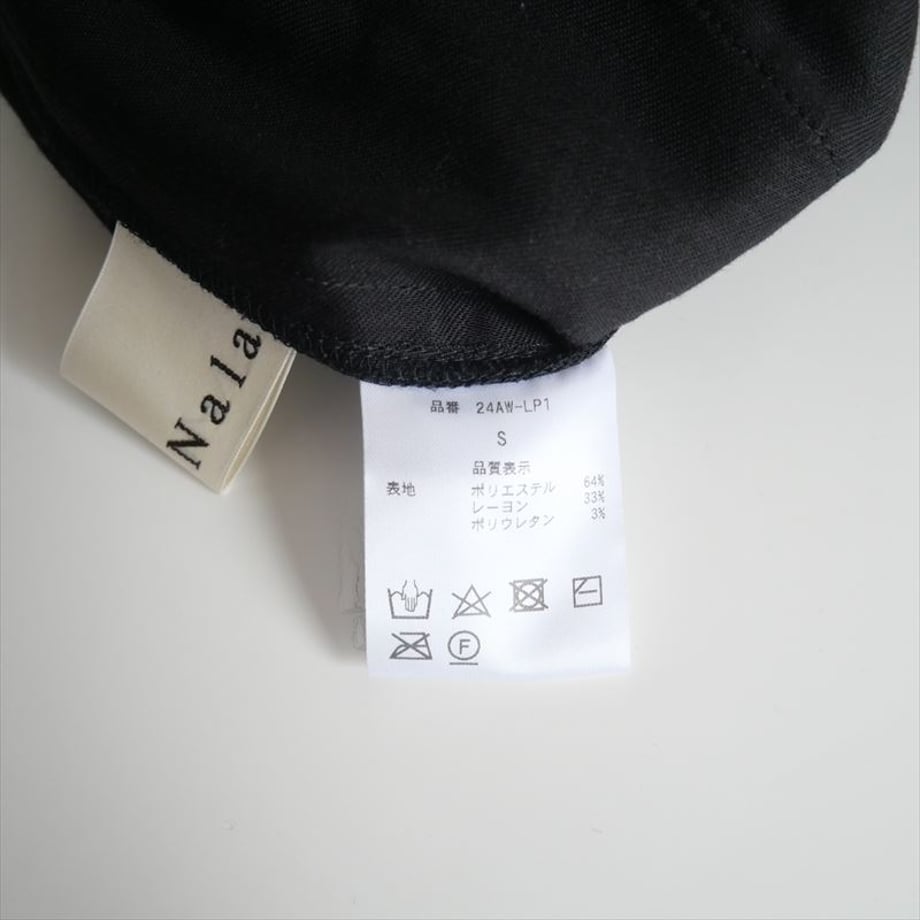 Nala
品番 24AW-LP1
S
品質表示
表地 ポリエステル 64%
レーヨン 33%
ポリウレタン 3%
F